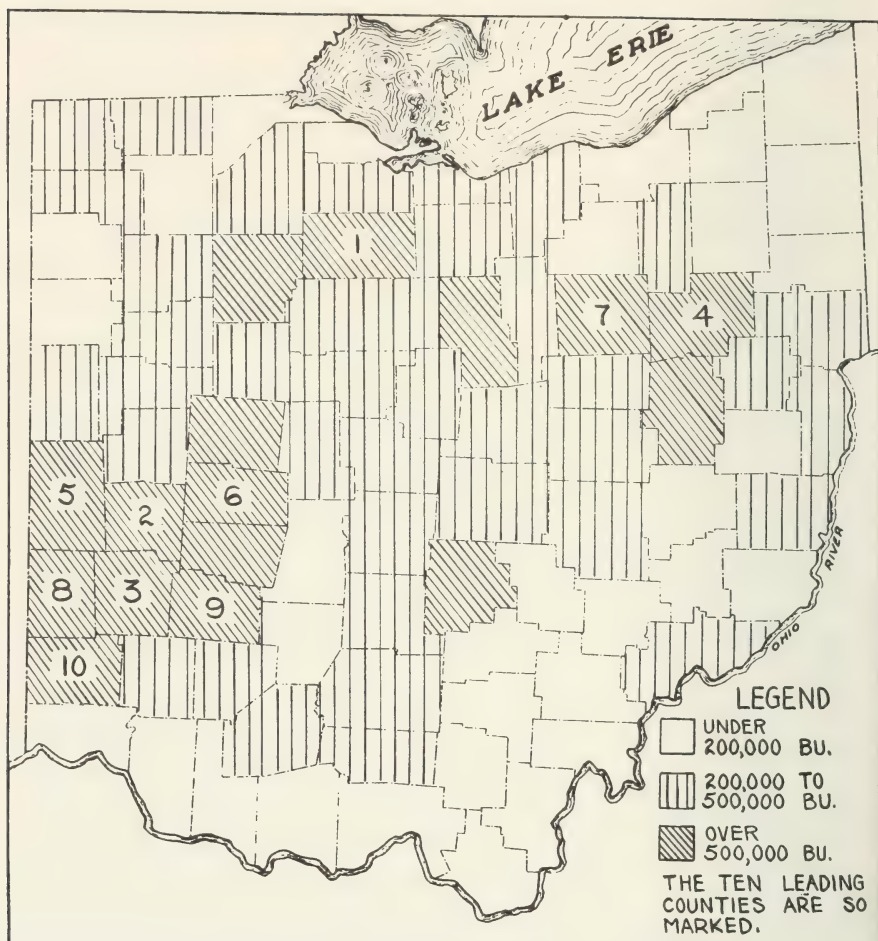 LAKE ERIE
1
7
4
5
2
6
8
3
9
10
OHIO RIVER
LEGEND
UNDER
200,000 BU.
200,000 TO
500,000 BU.
OVER
500,000 BU.
THE TEN LEADING
COUNTIES ARE SO
MARKED.